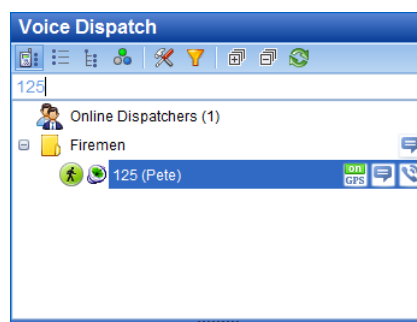 Voice Dispatch
125
Online Dispatchers (1)
Firemen
125 (Pete)
on
GPS